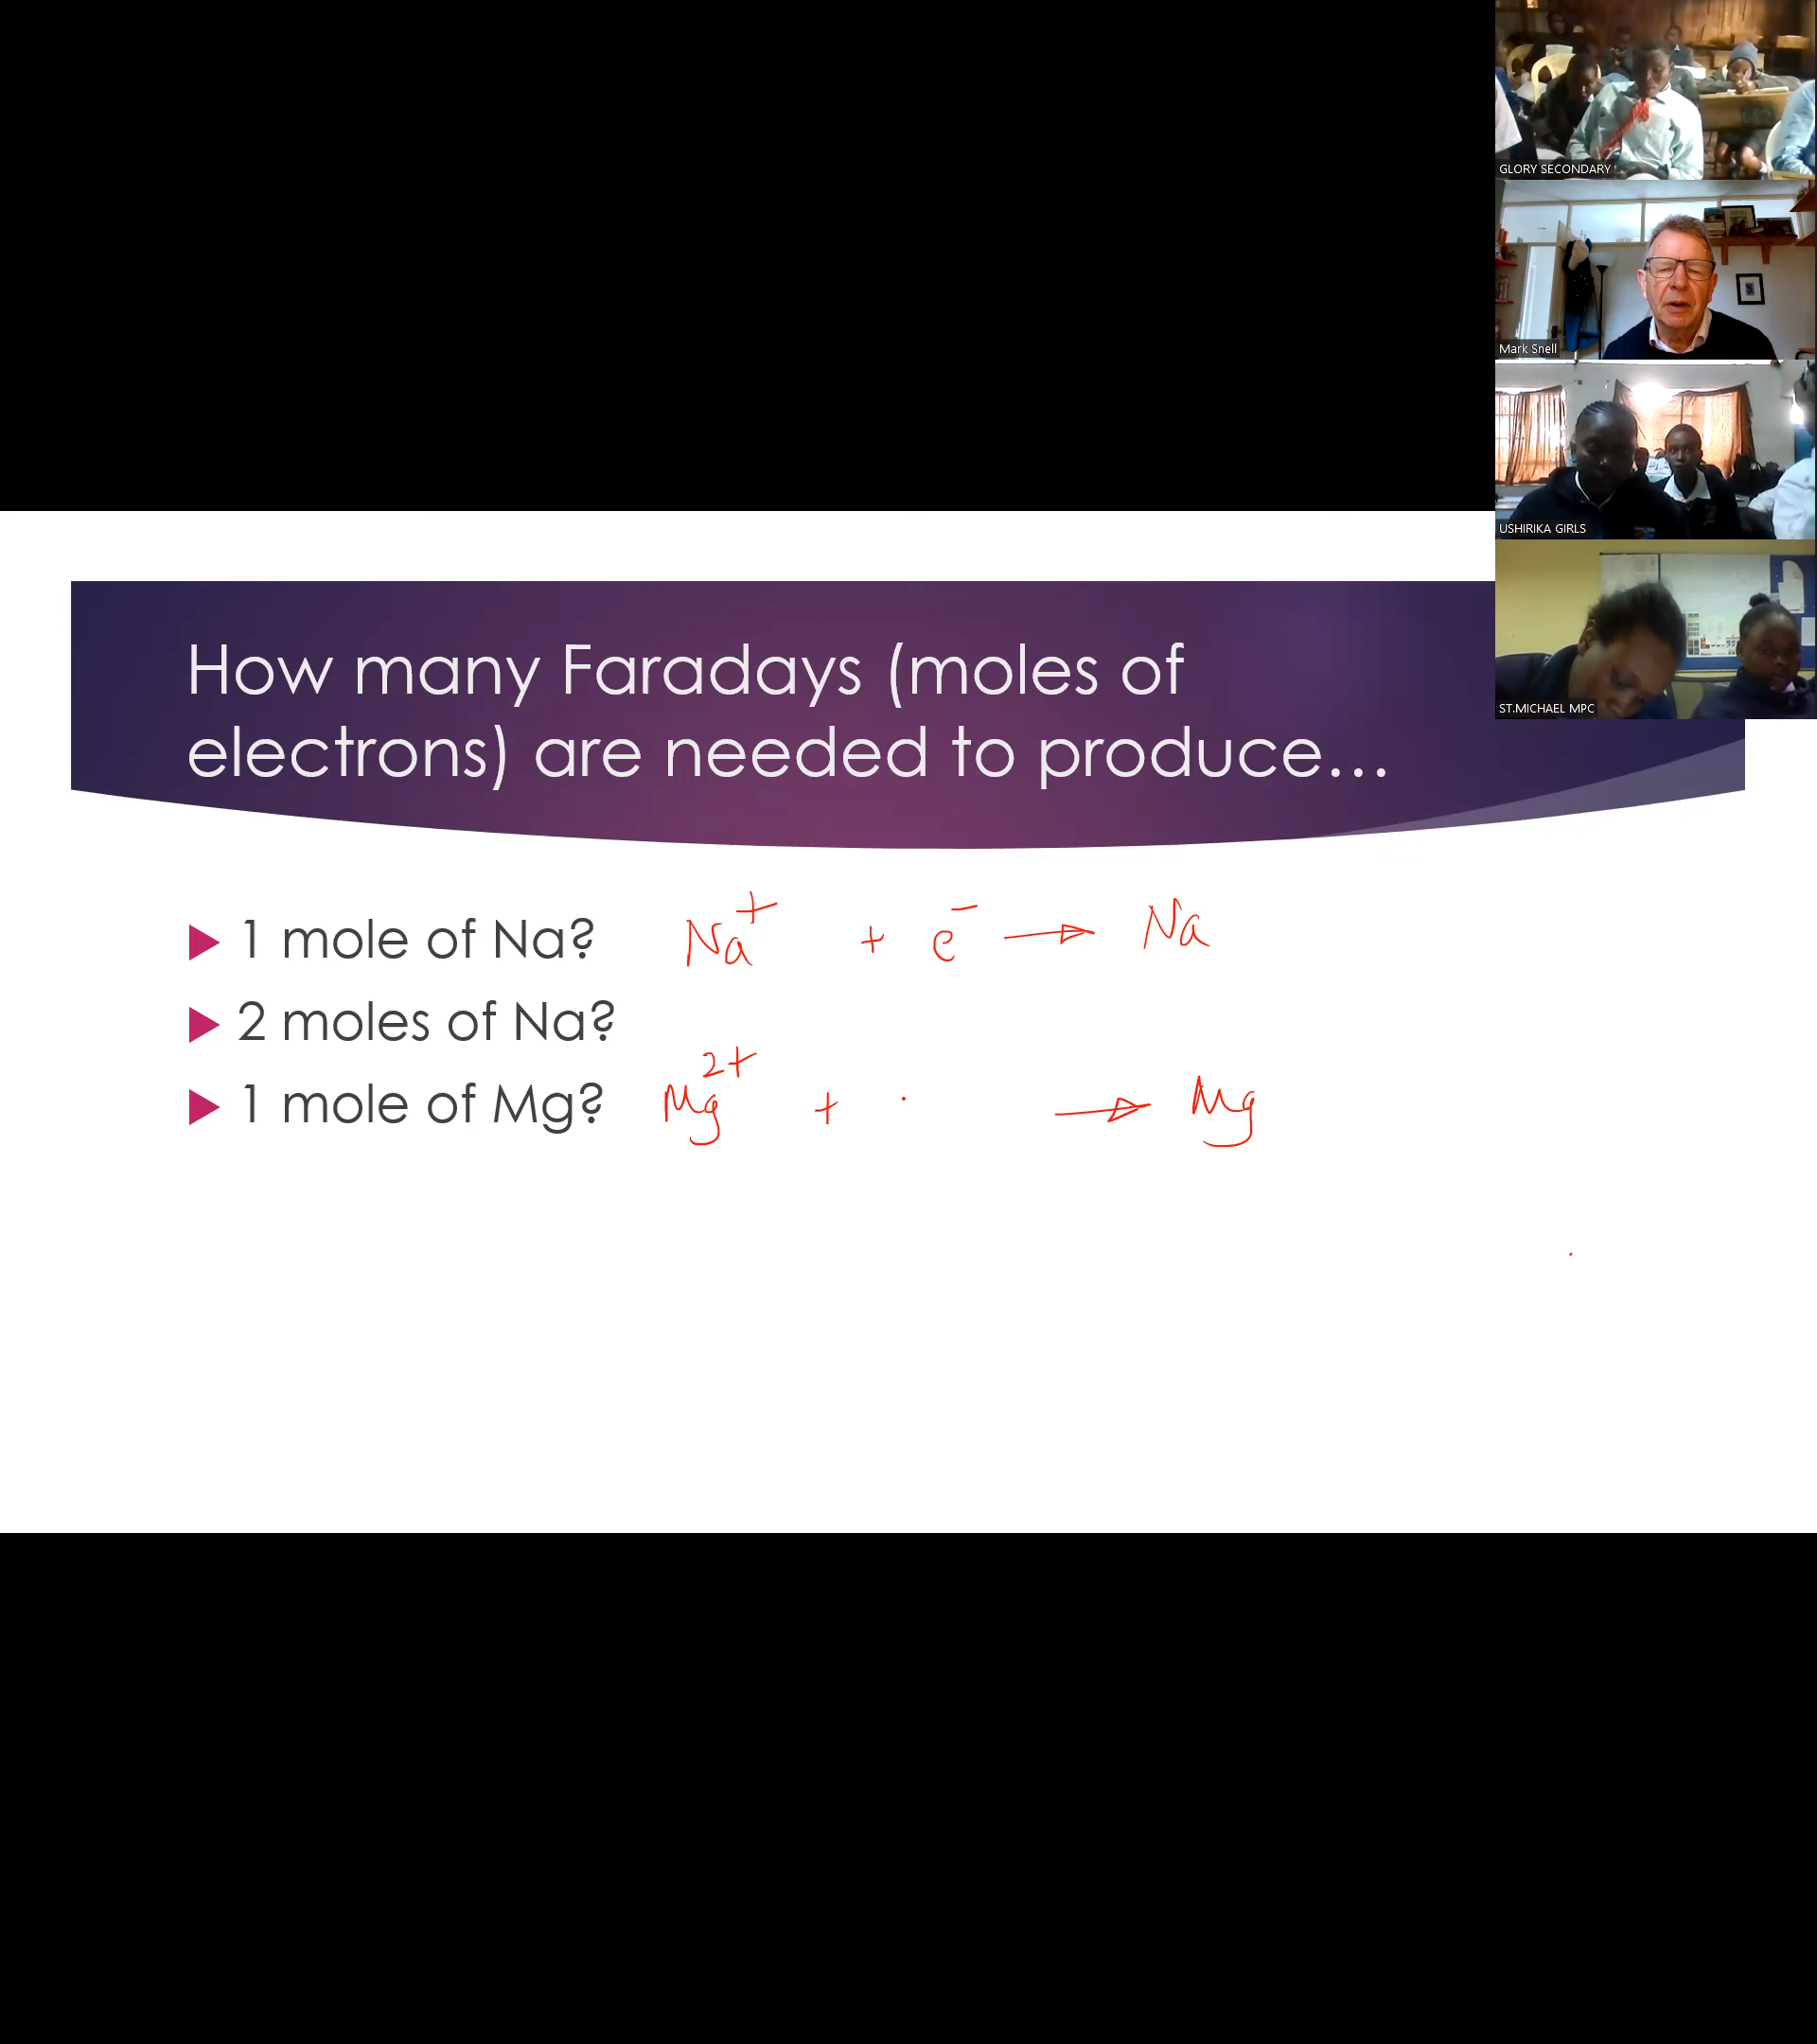 GLORY SECONDARY
Mark Snell
USHIRIKA GIRLS
ST.MICHAEL MPC
How many Faradays (moles of
electrons) are needed to produce...
1 mole of Na? Na⁺ + e⁻ → Na
2 moles of Na?
1 mole of Mg? Mg²⁺ + → Mg